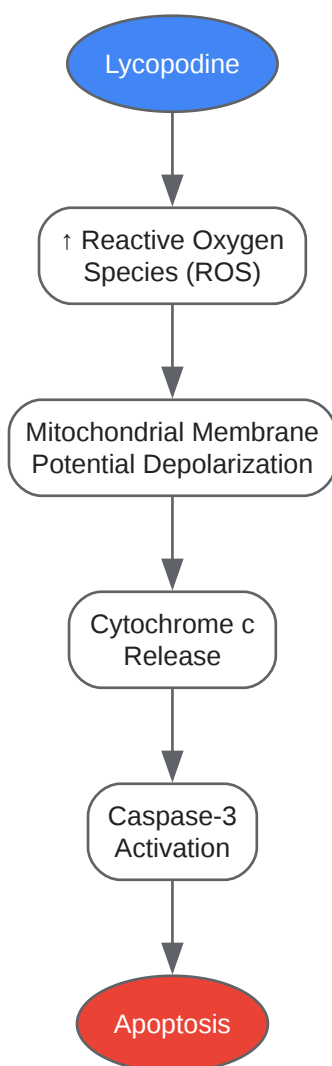 Lycopodine
↑ Reactive Oxygen
Species (ROS)
Mitochondrial Membrane
Potential Depolarization
Cytochrome c
Release
Caspase-3
Activation
Apoptosis